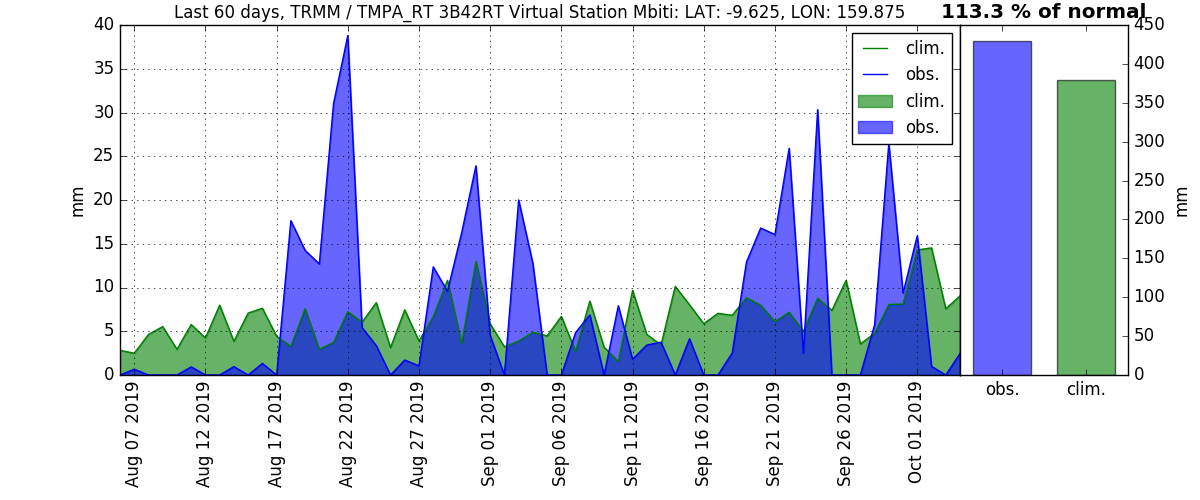 Last 60 days, TRMM / TMPA_RT 3B42RT Virtual Station Mbiti: LAT: -9.625, LON: 159.875
113.3 % of normal
40
35
30
25
20
15
10
5
0
mm
clim.
obs.
clim.
obs.
450
400
350
300
250
200
150
100
50
0
mm
obs.
clim.
Aug 07 2019
Aug 12 2019
Aug 17 2019
Aug 22 2019
Aug 27 2019
Sep 01 2019
Sep 06 2019
Sep 11 2019
Sep 16 2019
Sep 21 2019
Sep 26 2019
Oct 01 2019